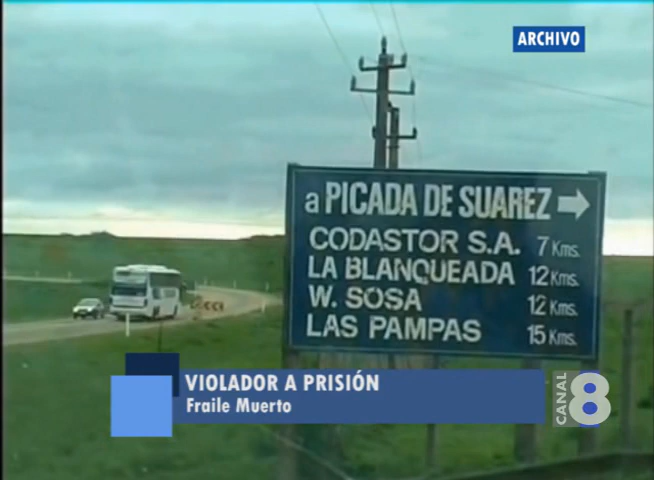 ARCHIVO
a PICADA DE SUAREZ →
CODASTOR S.A. 7 Kms.
LA BLANQUEADA 12 Kms.
W. SOSA 12 Kms.
LAS PAMPAS 15 Kms.
VIOLADOR A PRISIÓN
Fraile Muerto
CANAL 8